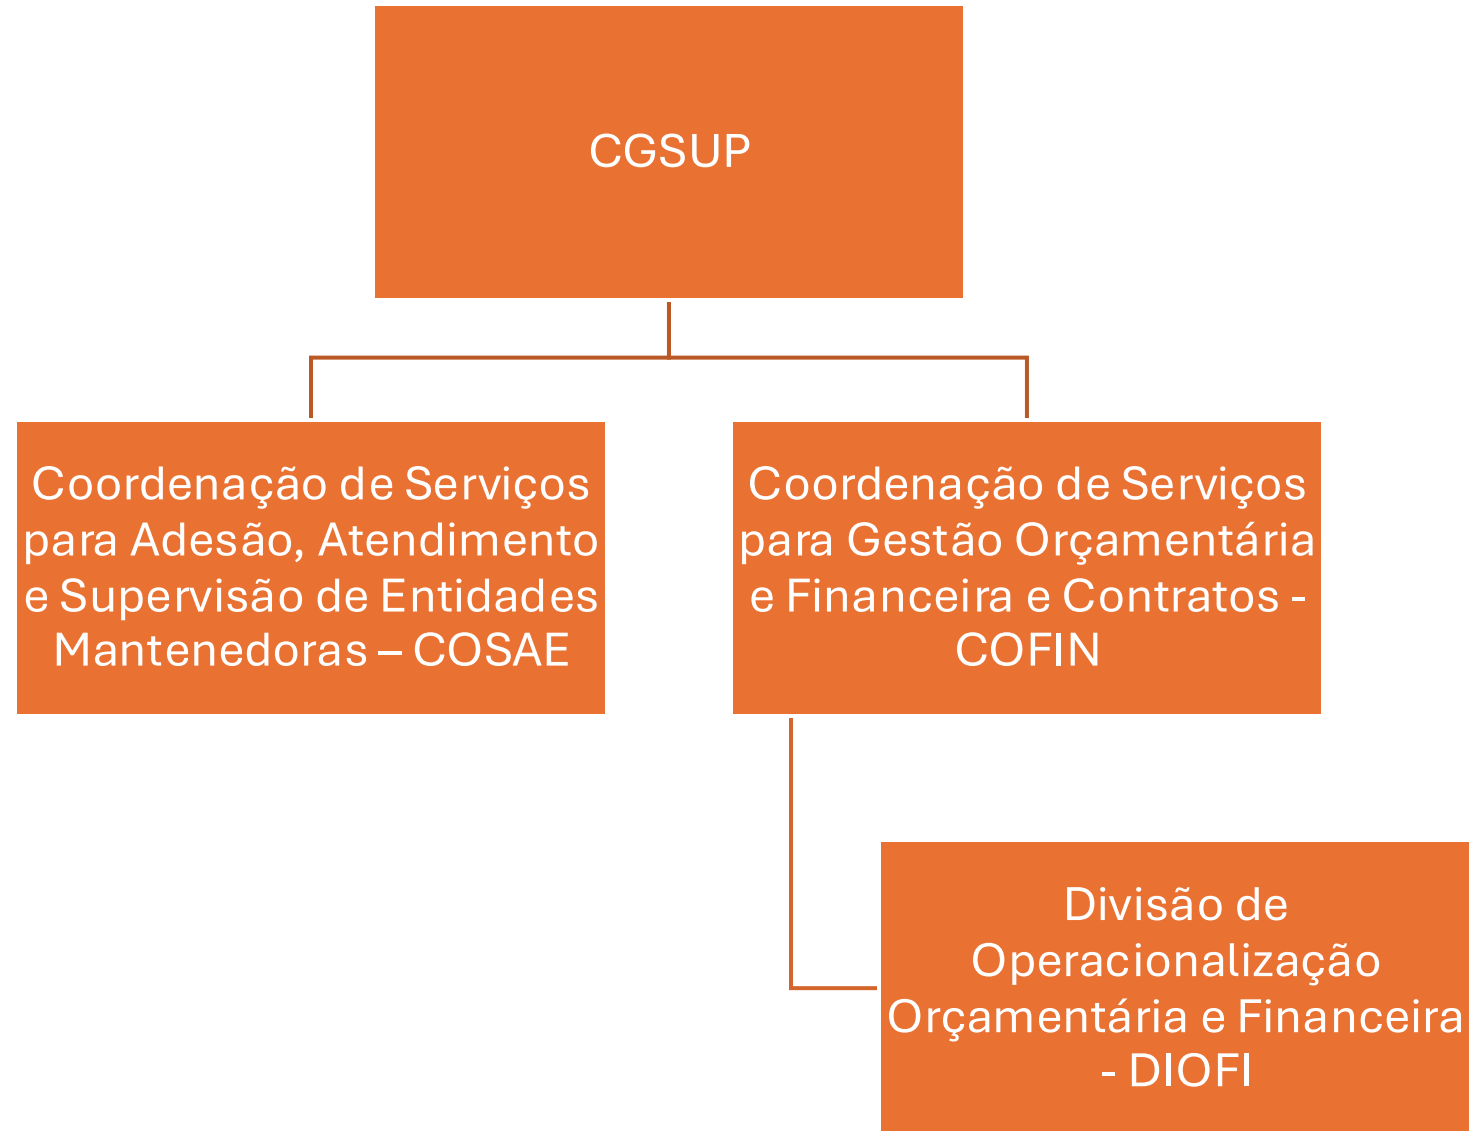 CGSUP
Coordenação de Serviços
para Adesão, Atendimento
e Supervisão de Entidades
Mantenedoras – COSAE
Coordenação de Serviços
para Gestão Orçamentária
e Financeira e Contratos -
COFIN
Divisão de
Operacionalização
Orçamentária e Financeira
- DIOFI